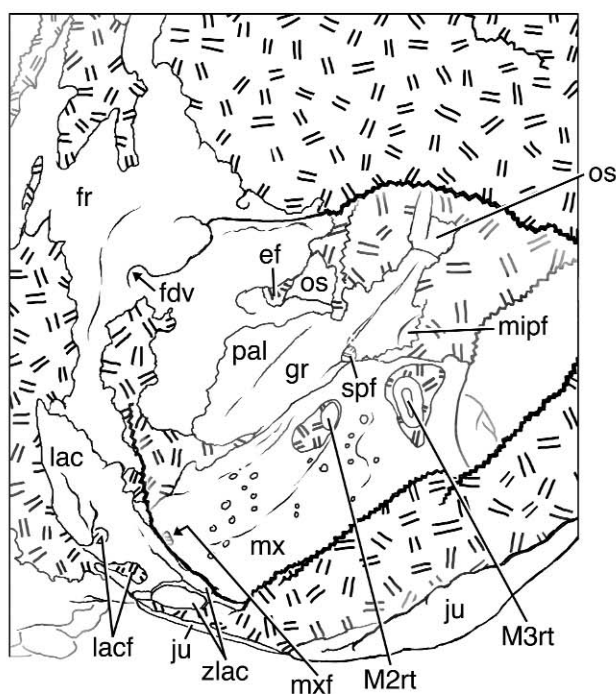 os
fr
ef
os
fdv
mipf
pal
gr
spf
lac
mx
ju
M3rt
lacf
ju
zlac
mxf
M2rt